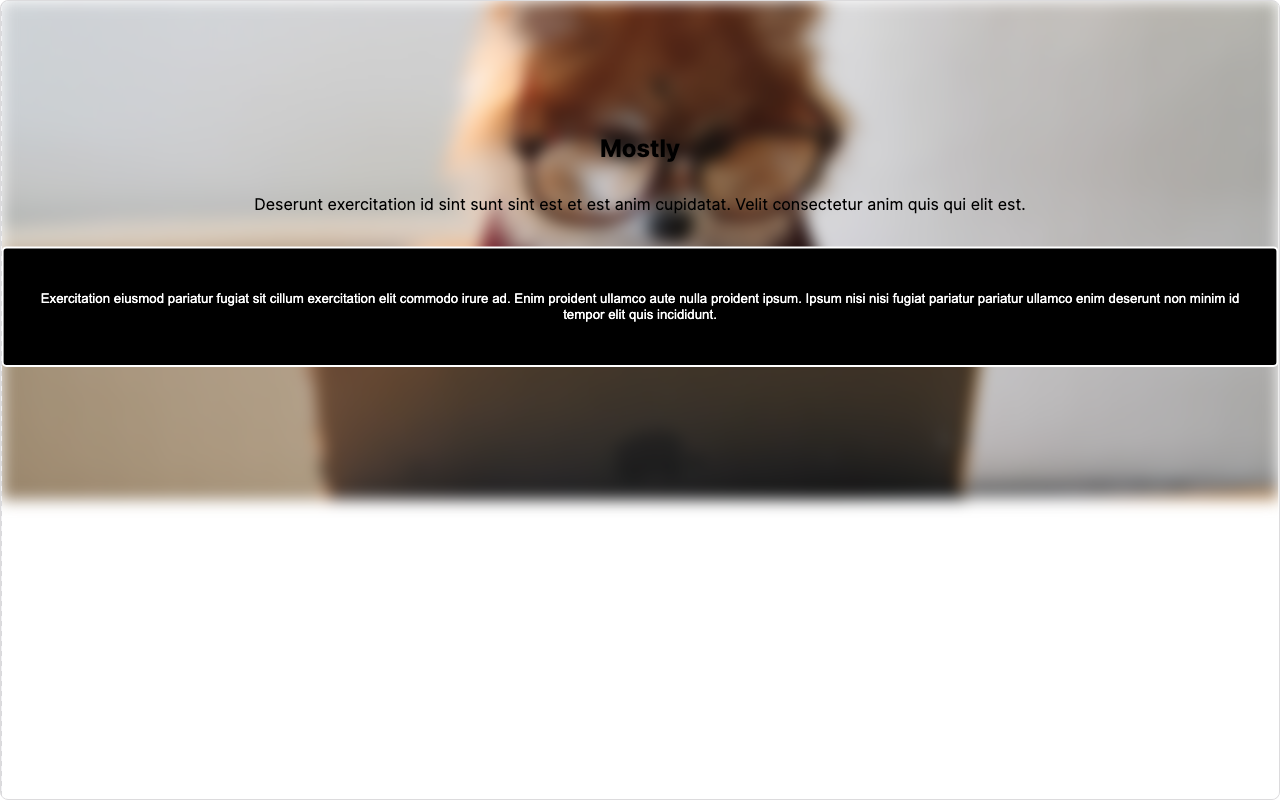 Mostly
Deserunt exercitation id sint sunt sint est et est anim cupidatat. Velit consectetur anim quis qui elit est.
Exercitation eiusmod pariatur fugiat sit cillum exercitation elit commodo irure ad. Enim proident ullamco aute nulla proident ipsum. Ipsum nisi nisi fugiat pariatur pariatur ullamco enim deserunt non minim id
tempor elit quis incididunt.